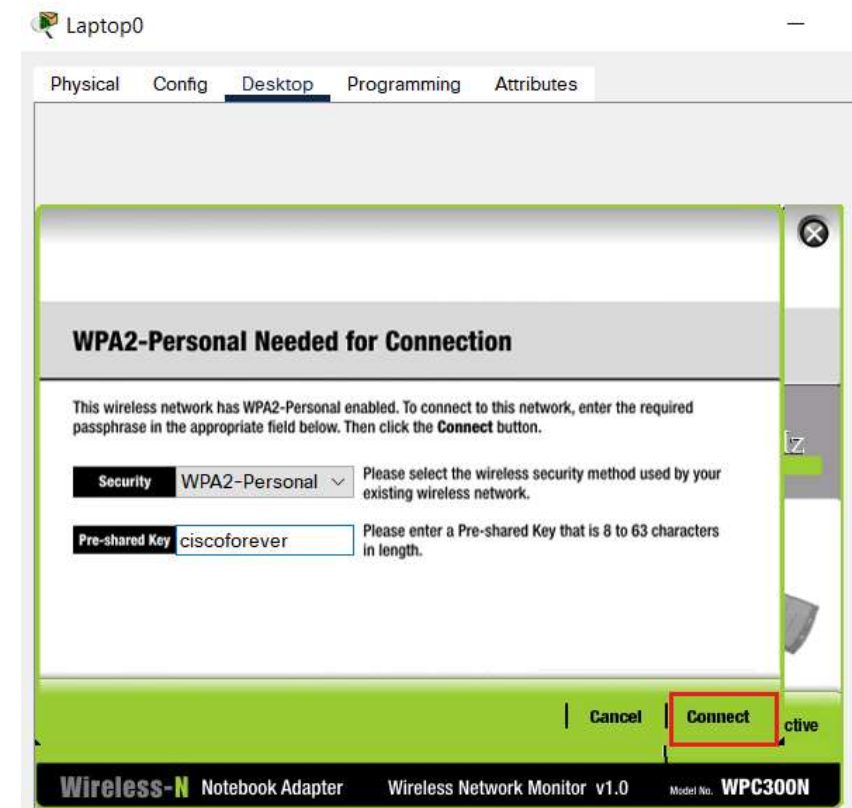 Laptop0
Physical Config Desktop Programming Attributes
WPA2-Personal Needed for Connection
This wireless network has WPA2-Personal enabled. To connect to this network, enter the required
passphrase in the appropriate field below. Then click the Connect button.
Security WPA2-Personal Please select the wireless security method used by your
existing wireless network.
Pre-shared Key ciscoforever Please enter a Pre-shared Key that is 8 to 63 characters
in length.
Cancel Connect
Wireless-N Notebook Adapter Wireless Network Monitor v1.0 Model No. WPC300N